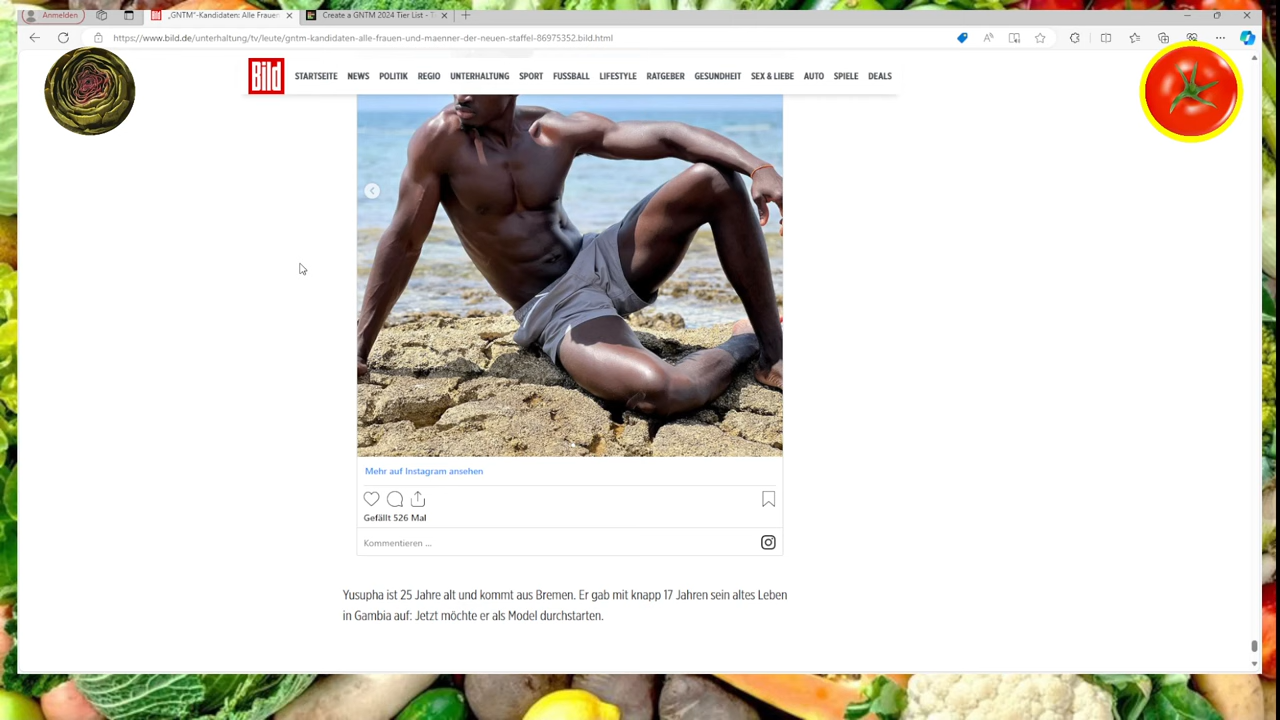 Anmelden
„GNTM“-Kandidaten: Alle Frauen
Create a GNTM 2024 Tier List - T
https://www.bild.de/unterhaltung/tv/leute/gntm-kandidaten-alle-frauen-und-maenner-der-neuen-staffel-86975352.bild.html
Bild
STARTSEITE NEWS POLITIK REGIO UNTERHALTUNG SPORT FUSSBALL LIFESTYLE RATGEBER GESUNDHEIT SEX & LIEBE AUTO SPIELE DEALS
Mehr auf Instagram ansehen
Gefällt 526 Mal
Kommentieren ...
Yusupha ist 25 Jahre alt und kommt aus Bremen. Er gab mit knapp 17 Jahren sein altes Leben
in Gambia auf: Jetzt möchte er als Model durchstarten.